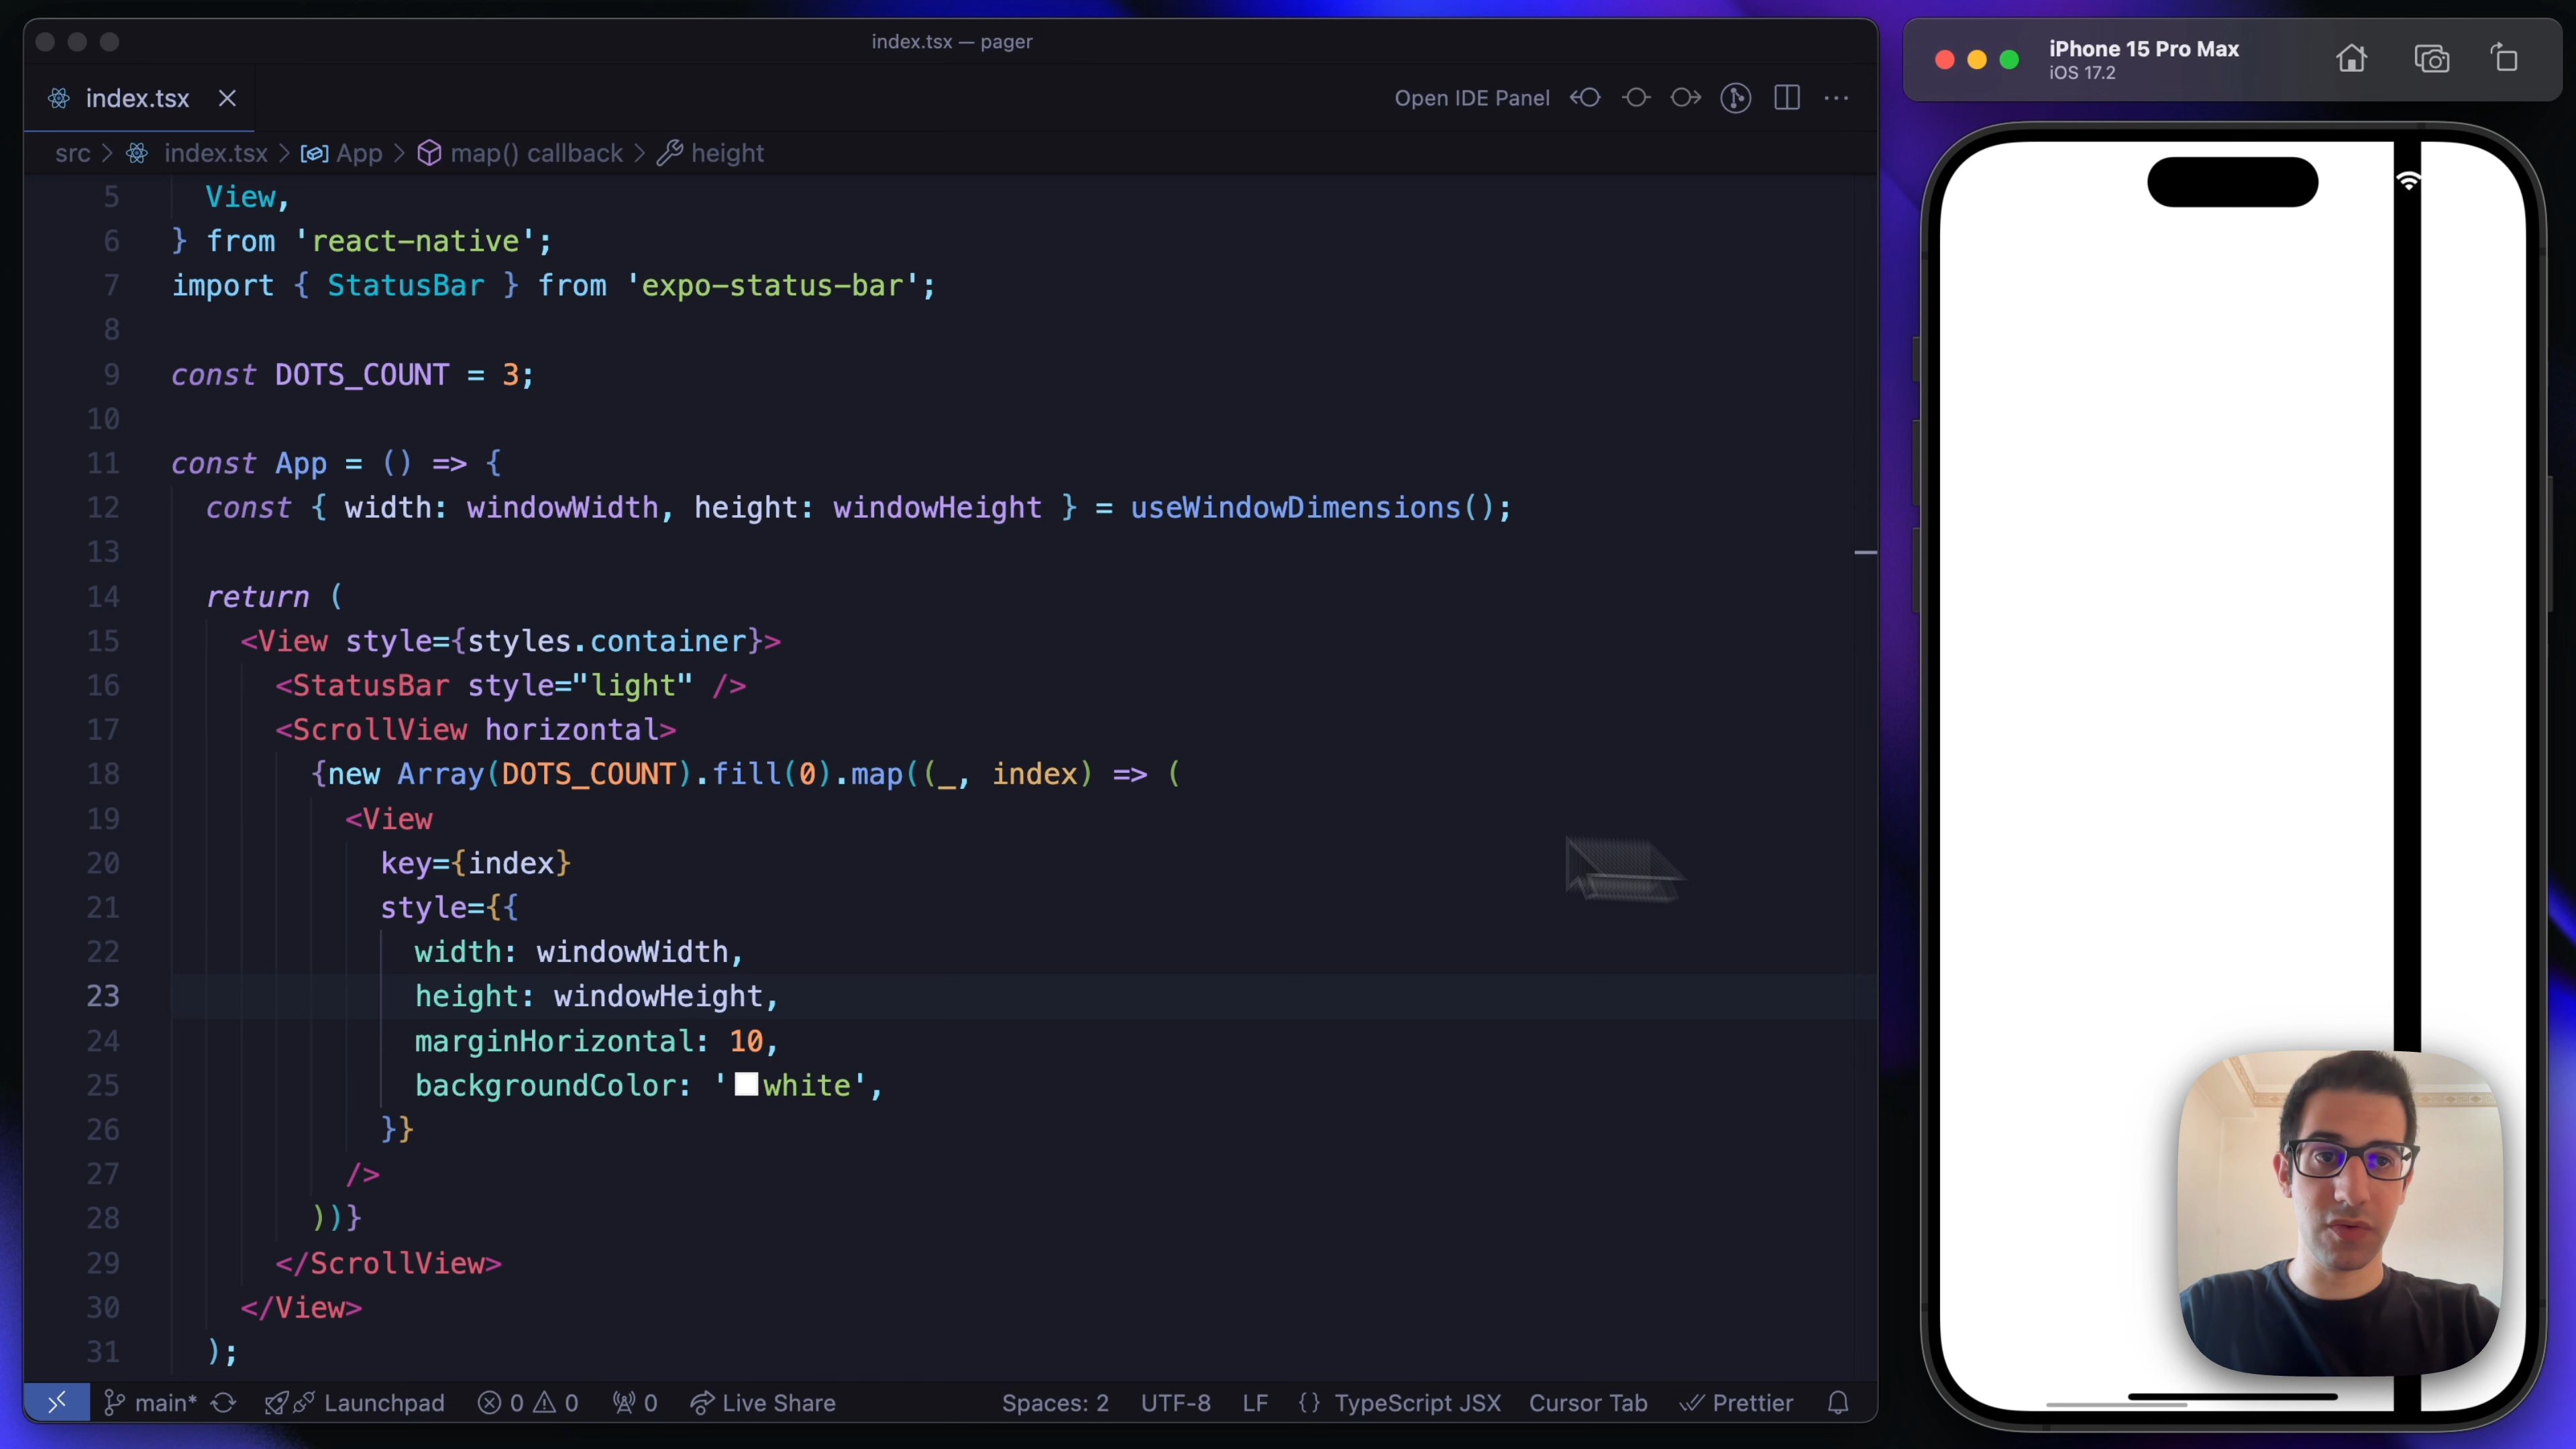 index.tsx — pager
index.tsx
Open IDE Panel
src > index.tsx > App > map() callback > height
5 View,
6 } from 'react-native';
7 import { StatusBar } from 'expo-status-bar';
8
9 const DOTS_COUNT = 3;
10
11 const App = () => {
12 const { width: windowWidth, height: windowHeight } = useWindowDimensions();
13
14 return (
15 <View style={styles.container}>
16 <StatusBar style="light" />
17 <ScrollView horizontal>
18 {new Array(DOTS_COUNT).fill(0).map((_, index) => (
19 <View
20 key={index}
21 style={{
22 width: windowWidth,
23 height: windowHeight,
24 marginHorizontal: 10,
25 backgroundColor: 'white',
26 }}
27 />
28 ))}
29 </ScrollView>
30 </View>
31 );
main* Launchpad 0 0 0 Live Share Spaces: 2 UTF-8 LF {} TypeScript JSX Cursor Tab Prettier
iPhone 15 Pro Max
iOS 17.2